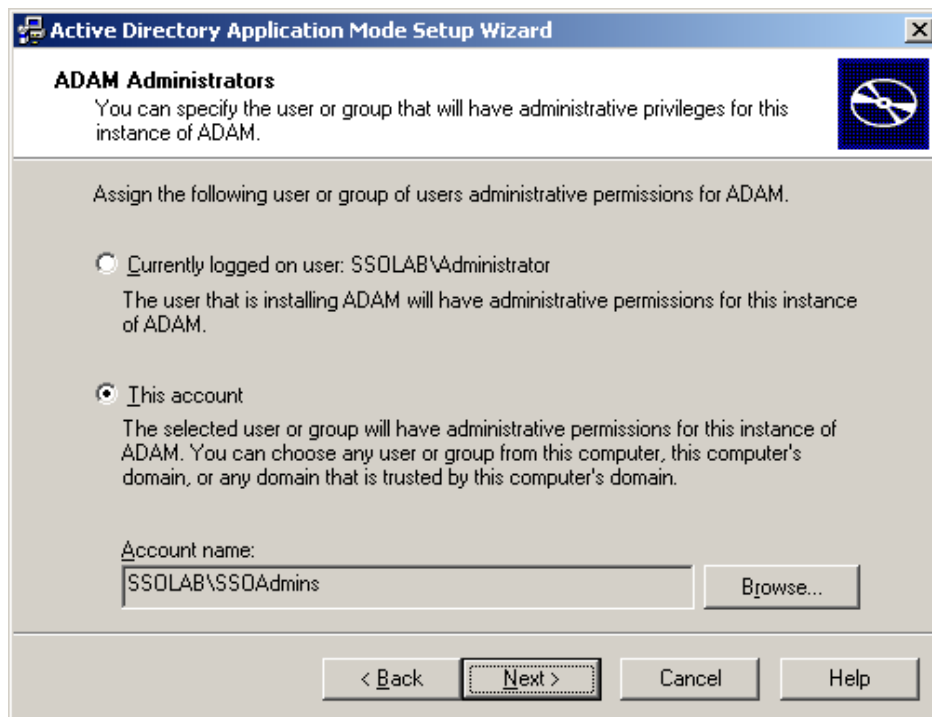 Active Directory Application Mode Setup Wizard
ADAM Administrators
You can specify the user or group that will have administrative privileges for this
instance of ADAM.
Assign the following user or group of users administrative permissions for ADAM.
Currently logged on user: SSOLAB\Administrator
The user that is installing ADAM will have administrative permissions for this instance
of ADAM.
This account
The selected user or group will have administrative permissions for this instance of
ADAM. You can choose any user or group from this computer, this computer's
domain, or any domain that is trusted by this computer's domain.
Account name:
SSOLAB\SSOAdmins
Browse...
< Back
Next >
Cancel
Help